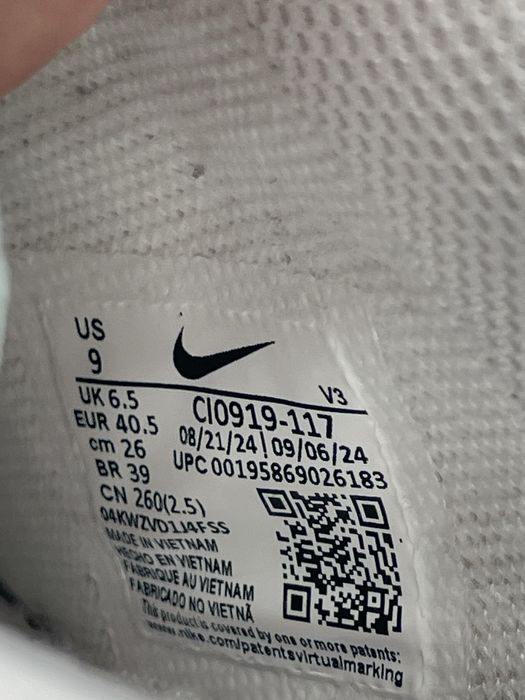 US
9
V3
UK 6.5
CI0919-117
EUR 40.5
08/21/24 | 09/06/24
cm 26
UPC 00195869026183
BR 39
CN 260(2.5)
04KWZVD1J4FSS
MADE IN VIETNAM
HECHO EN VIETNAM
FABRIQUE AU VIETNAM
FABRICADO NO VIETNÃ
This product is covered by one or more patents:
www.nike.com/patentsvirtualmarking